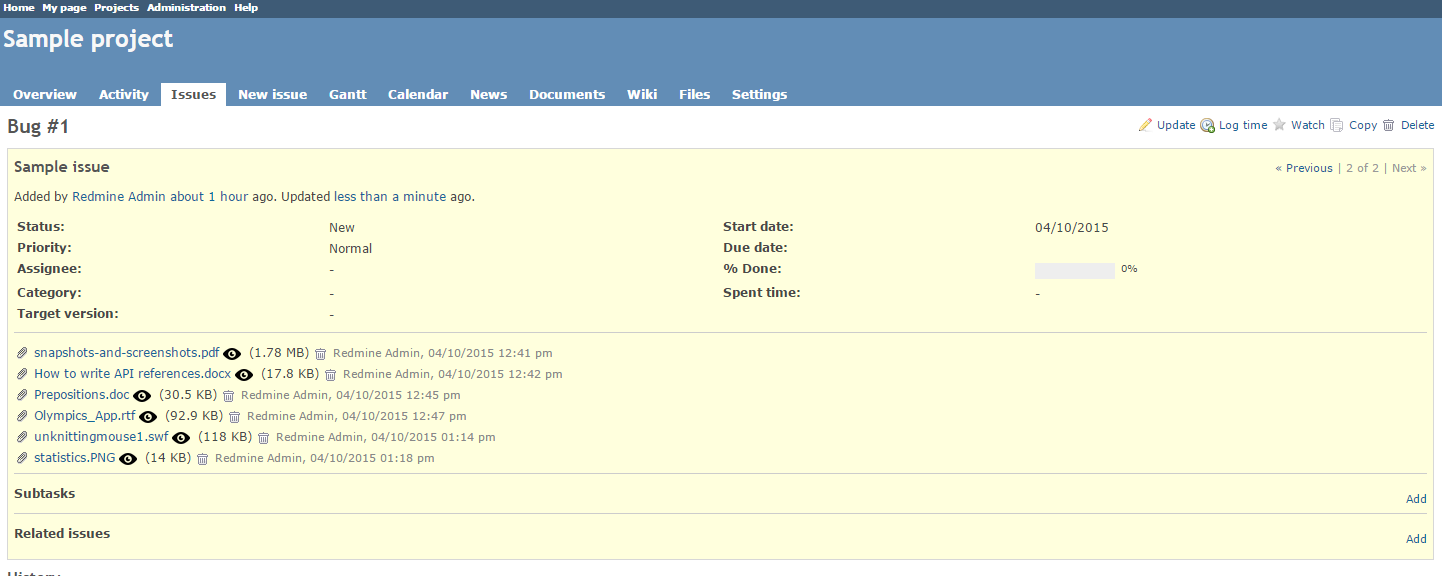 Home My page Projects Administration Help
Sample project
Overview Activity Issues New issue Gantt Calendar News Documents Wiki Files Settings
Bug #1
Update Log time Watch Copy Delete
Sample issue
« Previous | 2 of 2 | Next »
Added by Redmine Admin about 1 hour ago. Updated less than a minute ago.
Status: New Start date: 04/10/2015
Priority: Normal Due date:
Assignee: - % Done: 0%
Category: - Spent time: -
Target version: -
snapshots-and-screenshots.pdf (1.78 MB) Redmine Admin, 04/10/2015 12:41 pm
How to write API references.docx (17.8 KB) Redmine Admin, 04/10/2015 12:42 pm
Prepositions.doc (30.5 KB) Redmine Admin, 04/10/2015 12:45 pm
Olympics_App.rtf (92.9 KB) Redmine Admin, 04/10/2015 12:47 pm
unknittingmouse1.swf (118 KB) Redmine Admin, 04/10/2015 01:14 pm
statistics.PNG (14 KB) Redmine Admin, 04/10/2015 01:18 pm
Subtasks
Add
Related issues
Add
History